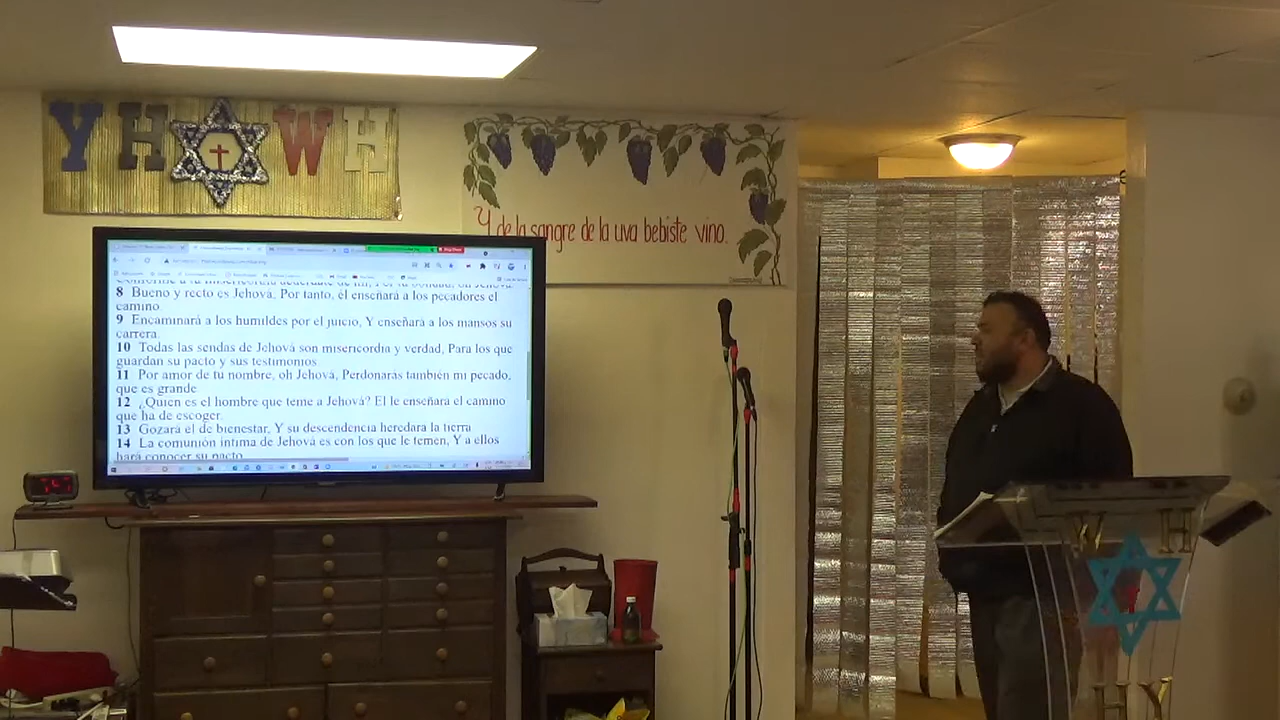 YH WH
Y de la sangre de la uva bebiste vino.
8 Bueno y recto es Jehová. Por tanto, él enseñará a los pecadores el
camino
9 Encaminará a los humildes por el juicio, Y enseñará a los mansos su
carrera.
10 Todas las sendas de Jehová son misericordia y verdad, Para los que
guardan su pacto y sus testimonios
11 Por amor de tu nombre, oh Jehová, Perdonarás también mi pecado,
que es grande
12 ¿Quien es el hombre que teme a Jehová? El le enseñará el camino
que ha de escoger.
13 Gozará él de bienestar, Y su descendencia heredará la tierra
14 La comunión íntima de Jehová es con los que le temen, Y a ellos
hará conocer su pacto
W H